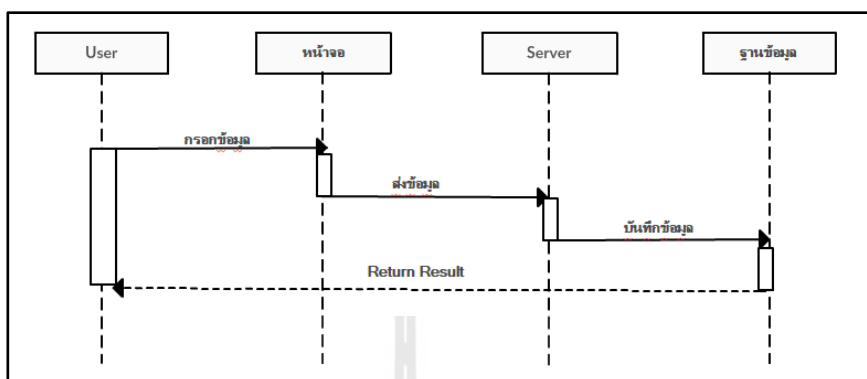 User
หน้าจอ
Server
ฐานข้อมูล
กรอกข้อมูล
ส่งข้อมูล
บันทึกข้อมูล
Return Result